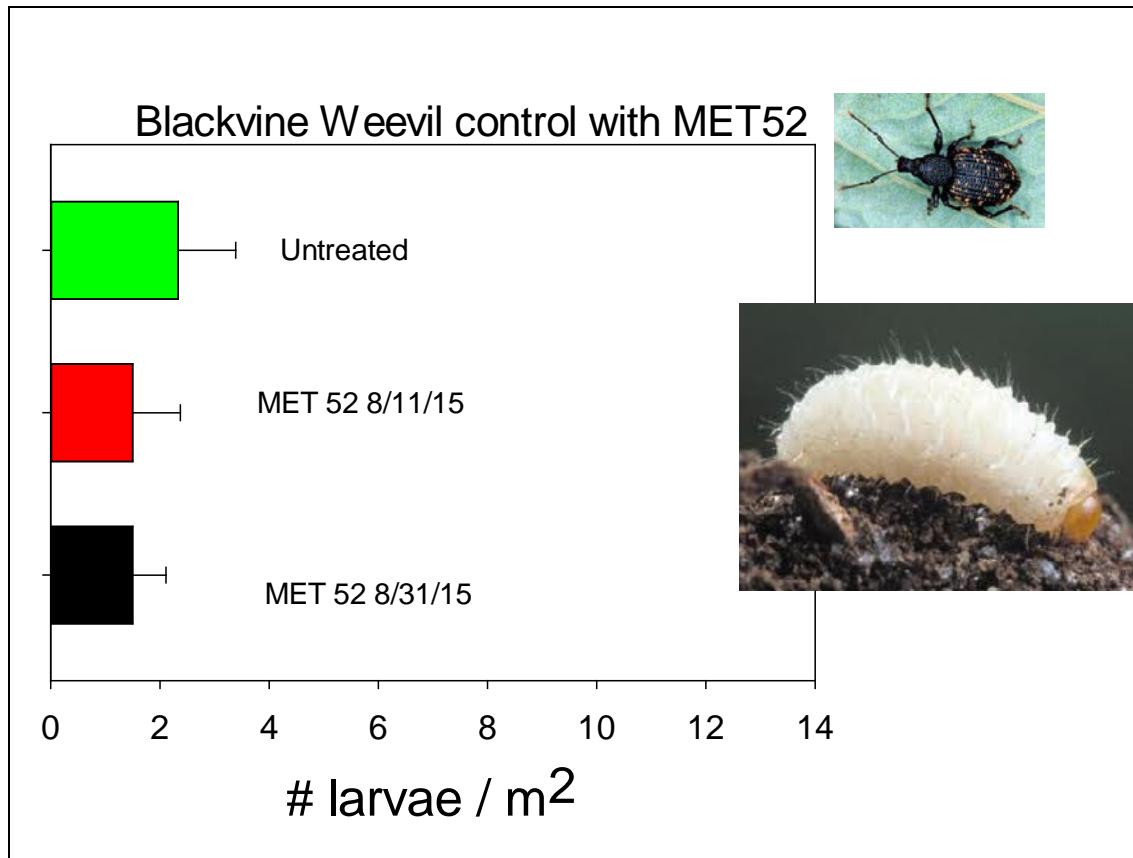 Blackvine Weevil control with MET52
Untreated
MET 52 8/11/15
MET 52 8/31/15
0 2 4 6 8 10 12 14
# larvae / m²